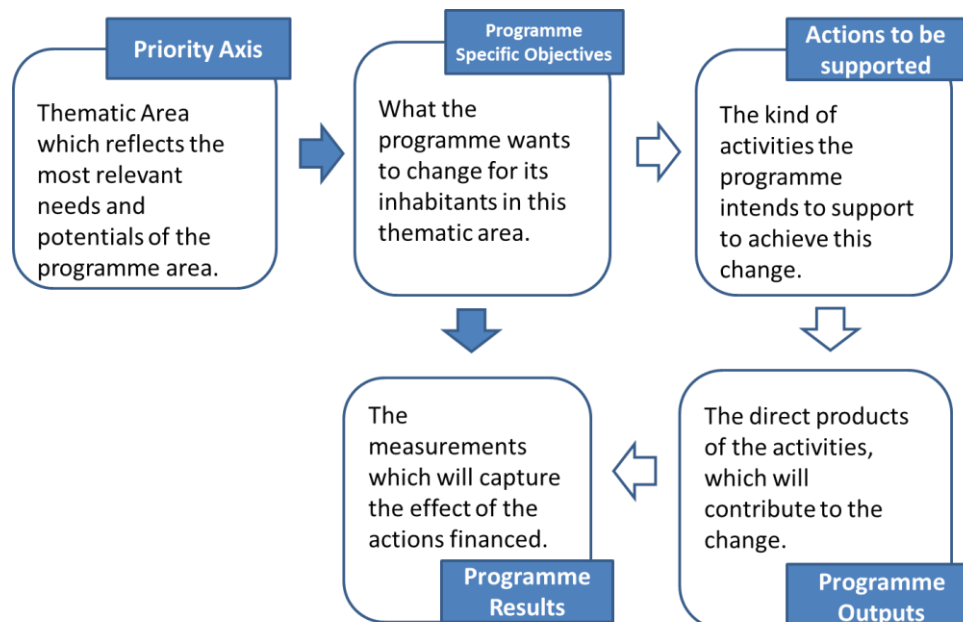 Priority Axis
Thematic Area
which reflects the
most relevant
needs and
potentials of the
programme area.
Programme
Specific Objectives
What the
programme wants
to change for its
inhabitants in this
thematic area.
Actions to be
supported
The kind of
activities the
programme
intends to support
to achieve this
change.
The
measurements
which will capture
the effect of the
actions financed.
Programme
Results
The direct products
of the activities,
which will
contribute to the
change.
Programme
Outputs